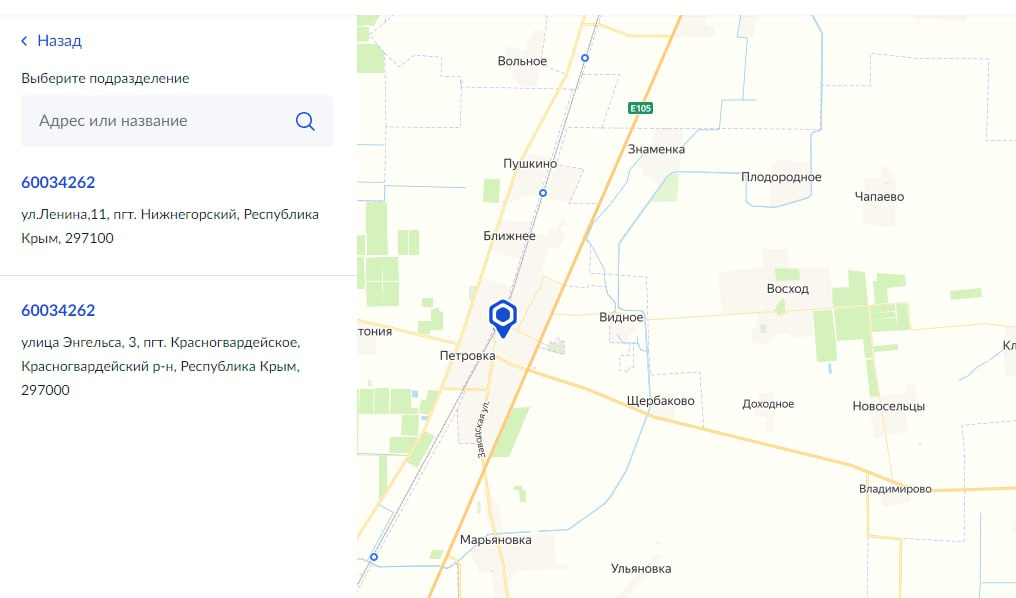 Назад
Выберите подразделение
Адрес или название
60034262
ул.Ленина,11, пгт. Нижнегорский, Республика
Крым, 297100
60034262
улица Энгельса, 3, пгт. Красногвардейское,
Красногвардейский р-н, Республика Крым,
297000
Вольное
E105
Знаменка
Пушкино
Плодородное
Чапаево
Ближнее
Восход
Видное
тония
Кл
Петровка
Щербаково
Доходное
Новосельцы
Заводская ул.
Владимирово
Марьяновка
Ульяновка